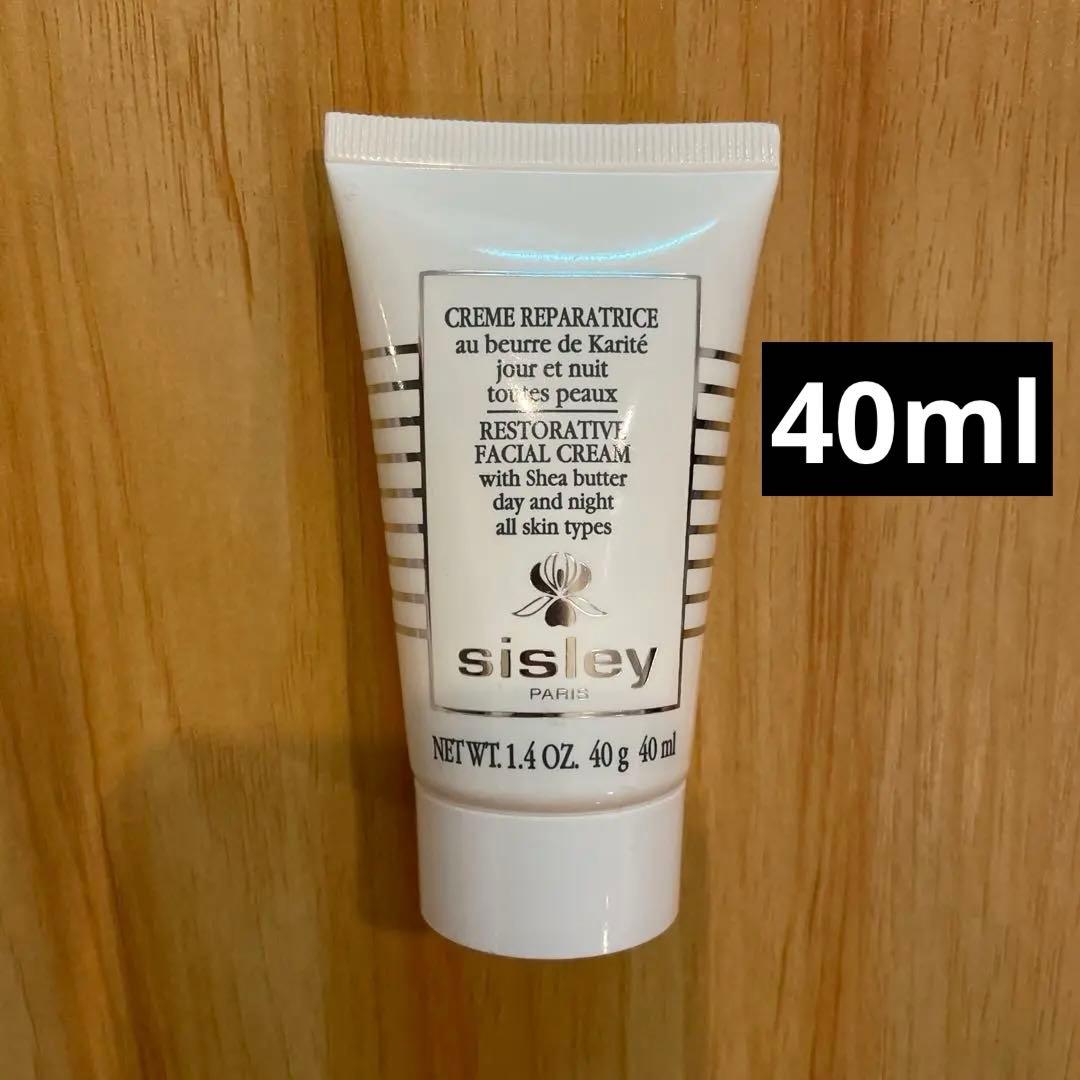 CREME REPARATRICE
au beurre de Karité
jour et nuit
toutes peaux
RESTORATIVE
FACIAL CREAM
with Shea butter
day and night
all skin types
sisley
PARIS
NET WT. 1.4 OZ. 40 g 40 ml
40ml